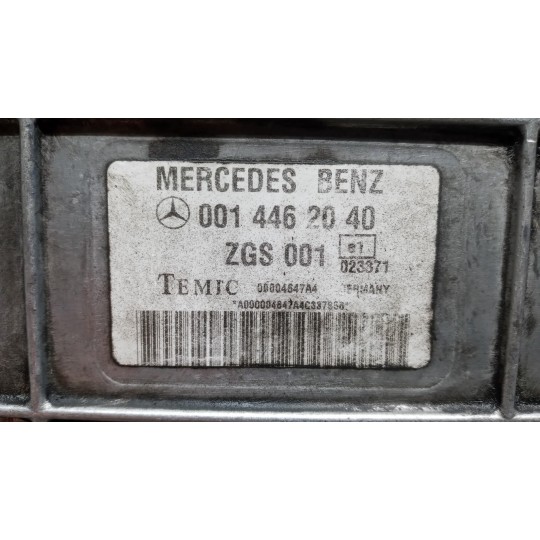 MERCEDES BENZ
001 446 20 40
ZGS 001 e1
023371
TEMIC 00004647A4 GERMANY